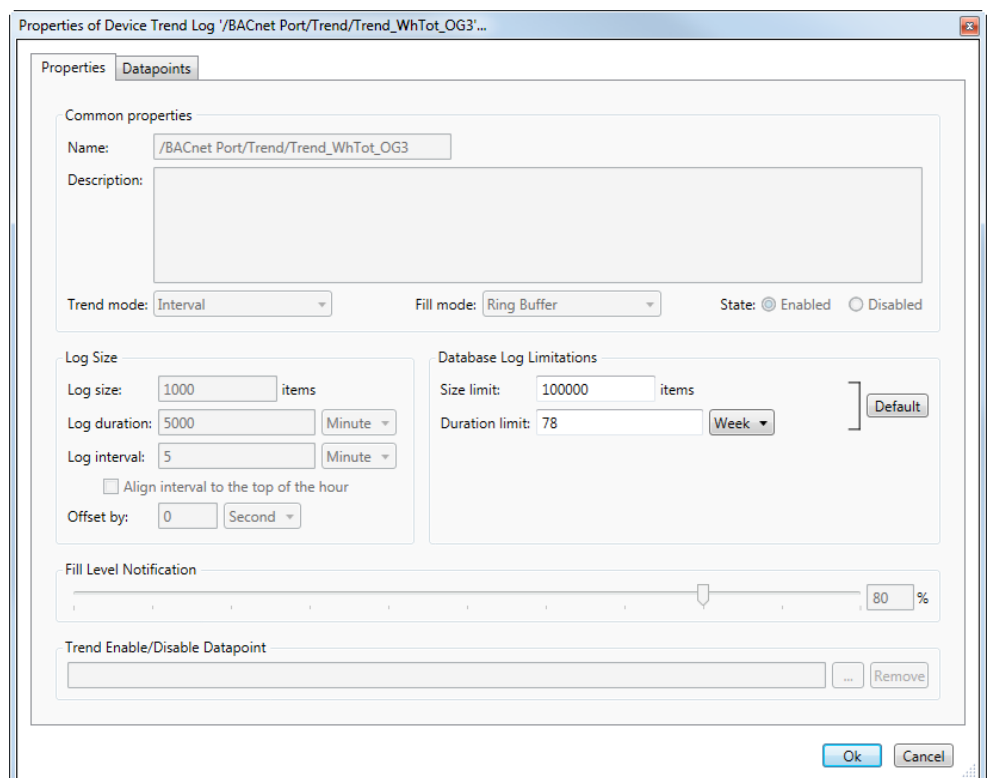 Properties of Device Trend Log '/BACnet Port/Trend/Trend_WhTot_OG3'...
Properties Datapoints
Common properties
Name: /BACnet Port/Trend/Trend_WhTot_OG3
Description:
Trend mode: Interval Fill mode: Ring Buffer State: Enabled Disabled
Log Size
Log size: 1000 items
Log duration: 5000 Minute
Log interval: 5 Minute
Align interval to the top of the hour
Offset by: 0 Second
Database Log Limitations
Size limit: 100000 items
Duration limit: 78 Week
Default
Fill Level Notification
80 %
Trend Enable/Disable Datapoint
... Remove
Ok Cancel